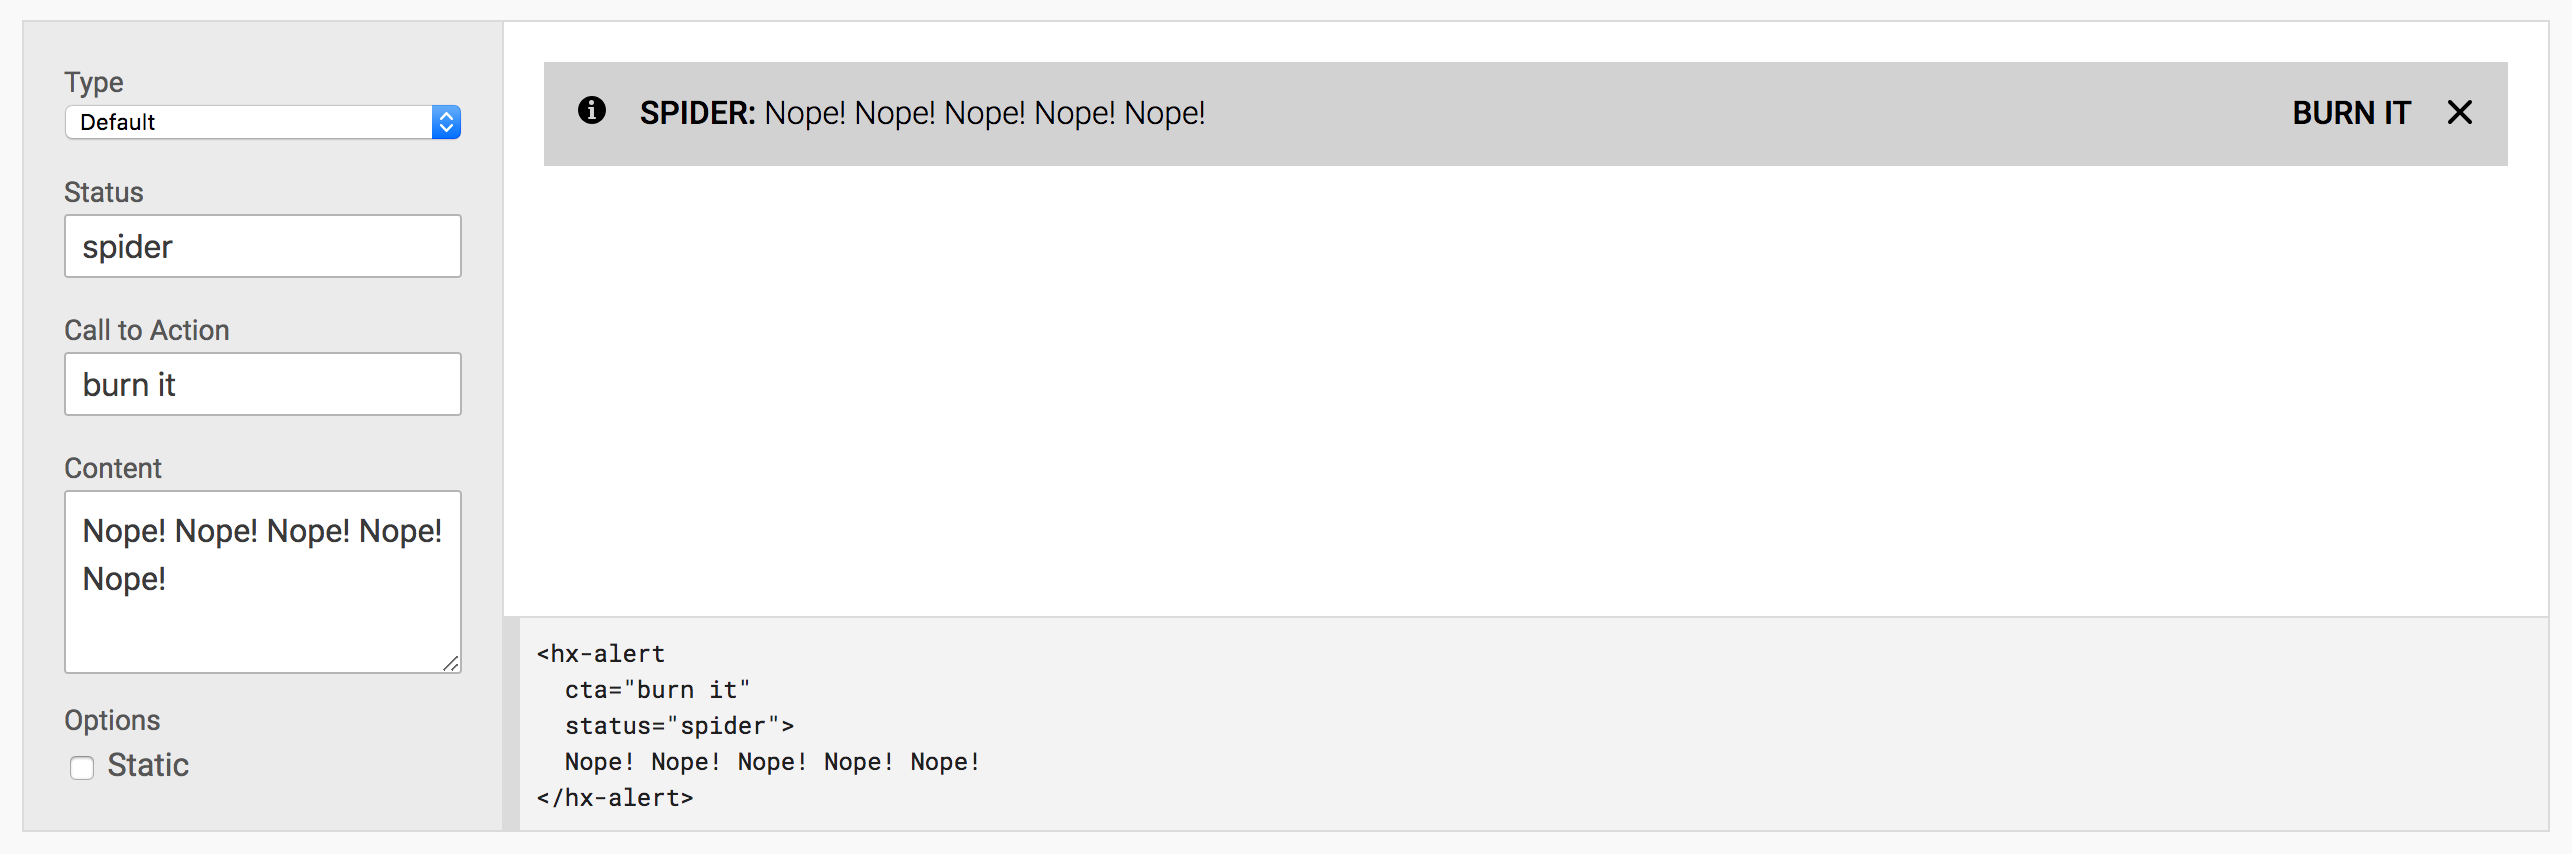 Type
Default
Status
spider
Call to Action
burn it
Content
Nope! Nope! Nope! Nope!
Nope!
Options
Static
SPIDER: Nope! Nope! Nope! Nope! Nope!
BURN IT
<hx-alert
  cta="burn it"
  status="spider">
  Nope! Nope! Nope! Nope! Nope!
</hx-alert>